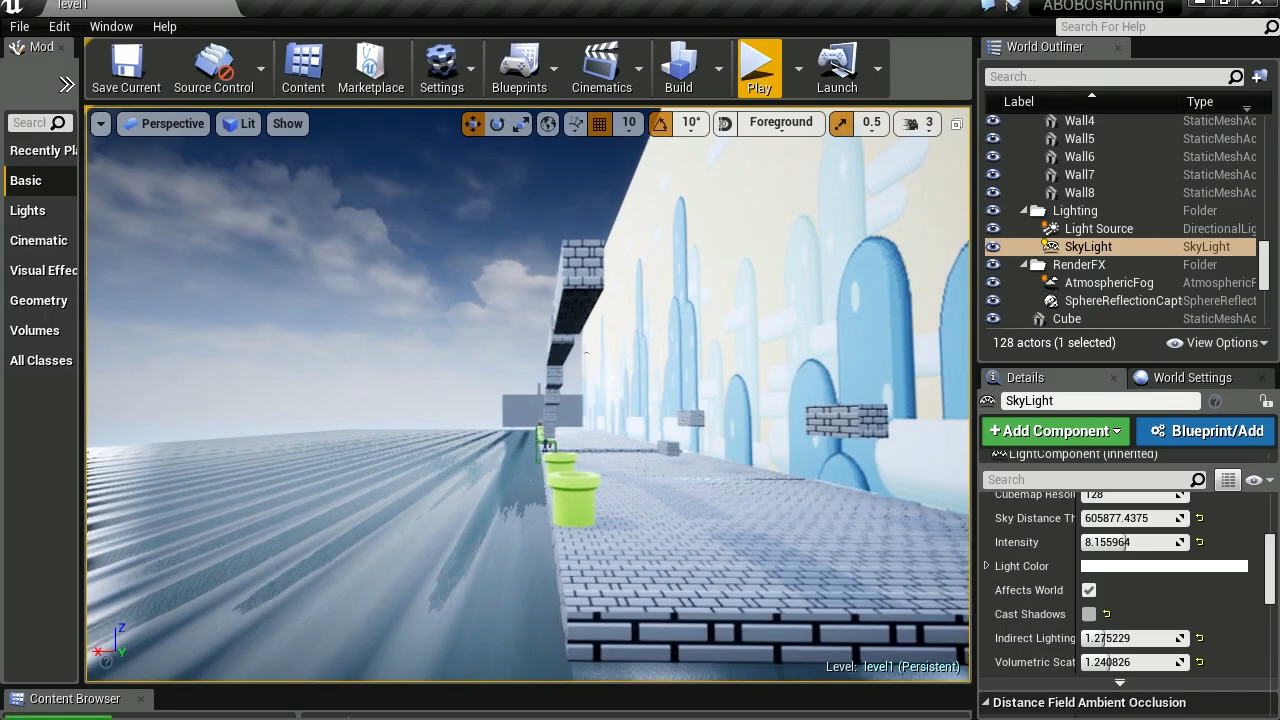 level1
ABOBOsRUnning
File Edit Window Help
Search For Help
Mod
World Outliner
Save Current Source Control Content Marketplace Settings Blueprints Cinematics Build Play Launch
Search...
Label Type
Perspective Lit Show 10 10° Foreground 0.5 3
Search
Recently Pl
Basic
Lights
Cinematic
Visual Effec
Geometry
Volumes
All Classes
Wall4 StaticMeshAc
Wall5 StaticMeshAc
Wall6 StaticMeshAc
Wall7 StaticMeshAc
Wall8 StaticMeshAc
Lighting Folder
Light Source DirectionalLig
SkyLight SkyLight
RenderFX Folder
AtmosphericFog AtmosphericF
SphereReflectionCapt SphereReflect
Cube StaticMeshAc
128 actors (1 selected) View Options
Details World Settings
SkyLight
+Add Component Blueprint/Add
LightComponent (Inherited)
Search
Cubemap Resol 128
Sky Distance Th 605877.4375
Intensity 8.155964
Light Color
Affects World
Cast Shadows
Indirect Lighting 1.275229
Volumetric Scat 1.240826
Distance Field Ambient Occlusion
Z
X Y
Level: level1 (Persistent)
Content Browser